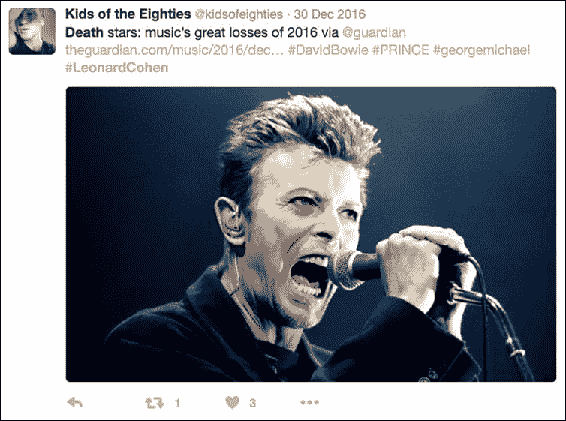 Kids of the Eighties @kidsofeighties · 30 Dec 2016
Death stars: music's great losses of 2016 via @guardian
theguardian.com/music/2016/dec... #DavidBowie #PRINCE #georgemichael
#LeonardCohen
1 3